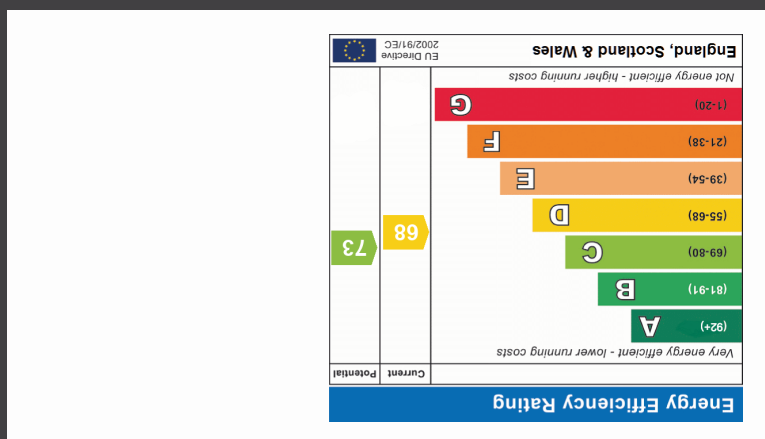 Energy Efficiency Rating
Current Potential
Very energy efficient - lower running costs
(92+) A
(81-91) B
(69-80) C
(55-68) D
(39-54) E
(21-38) F
(1-20) G
68
73
Not energy efficient - higher running costs
England, Scotland & Wales
EU Directive
2002/91/EC